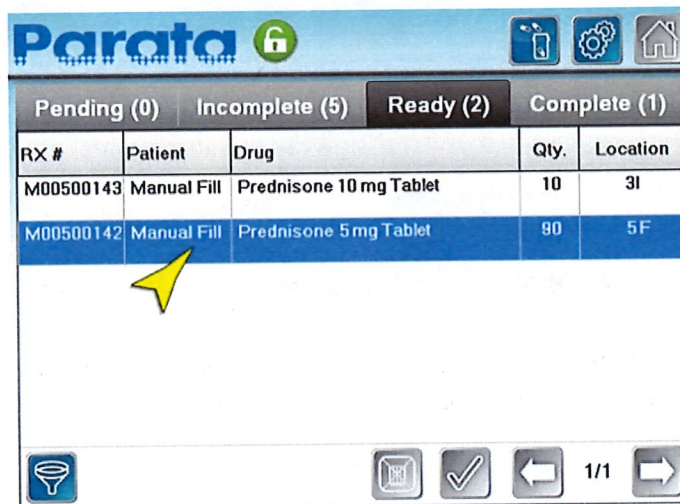 Parata
Pending (0) Incomplete (5) Ready (2) Complete (1)
RX # Patient Drug Qty. Location
M00500143 Manual Fill Prednisone 10 mg Tablet 10 3I
M00500142 Manual Fill Prednisone 5 mg Tablet 90 5F
1/1